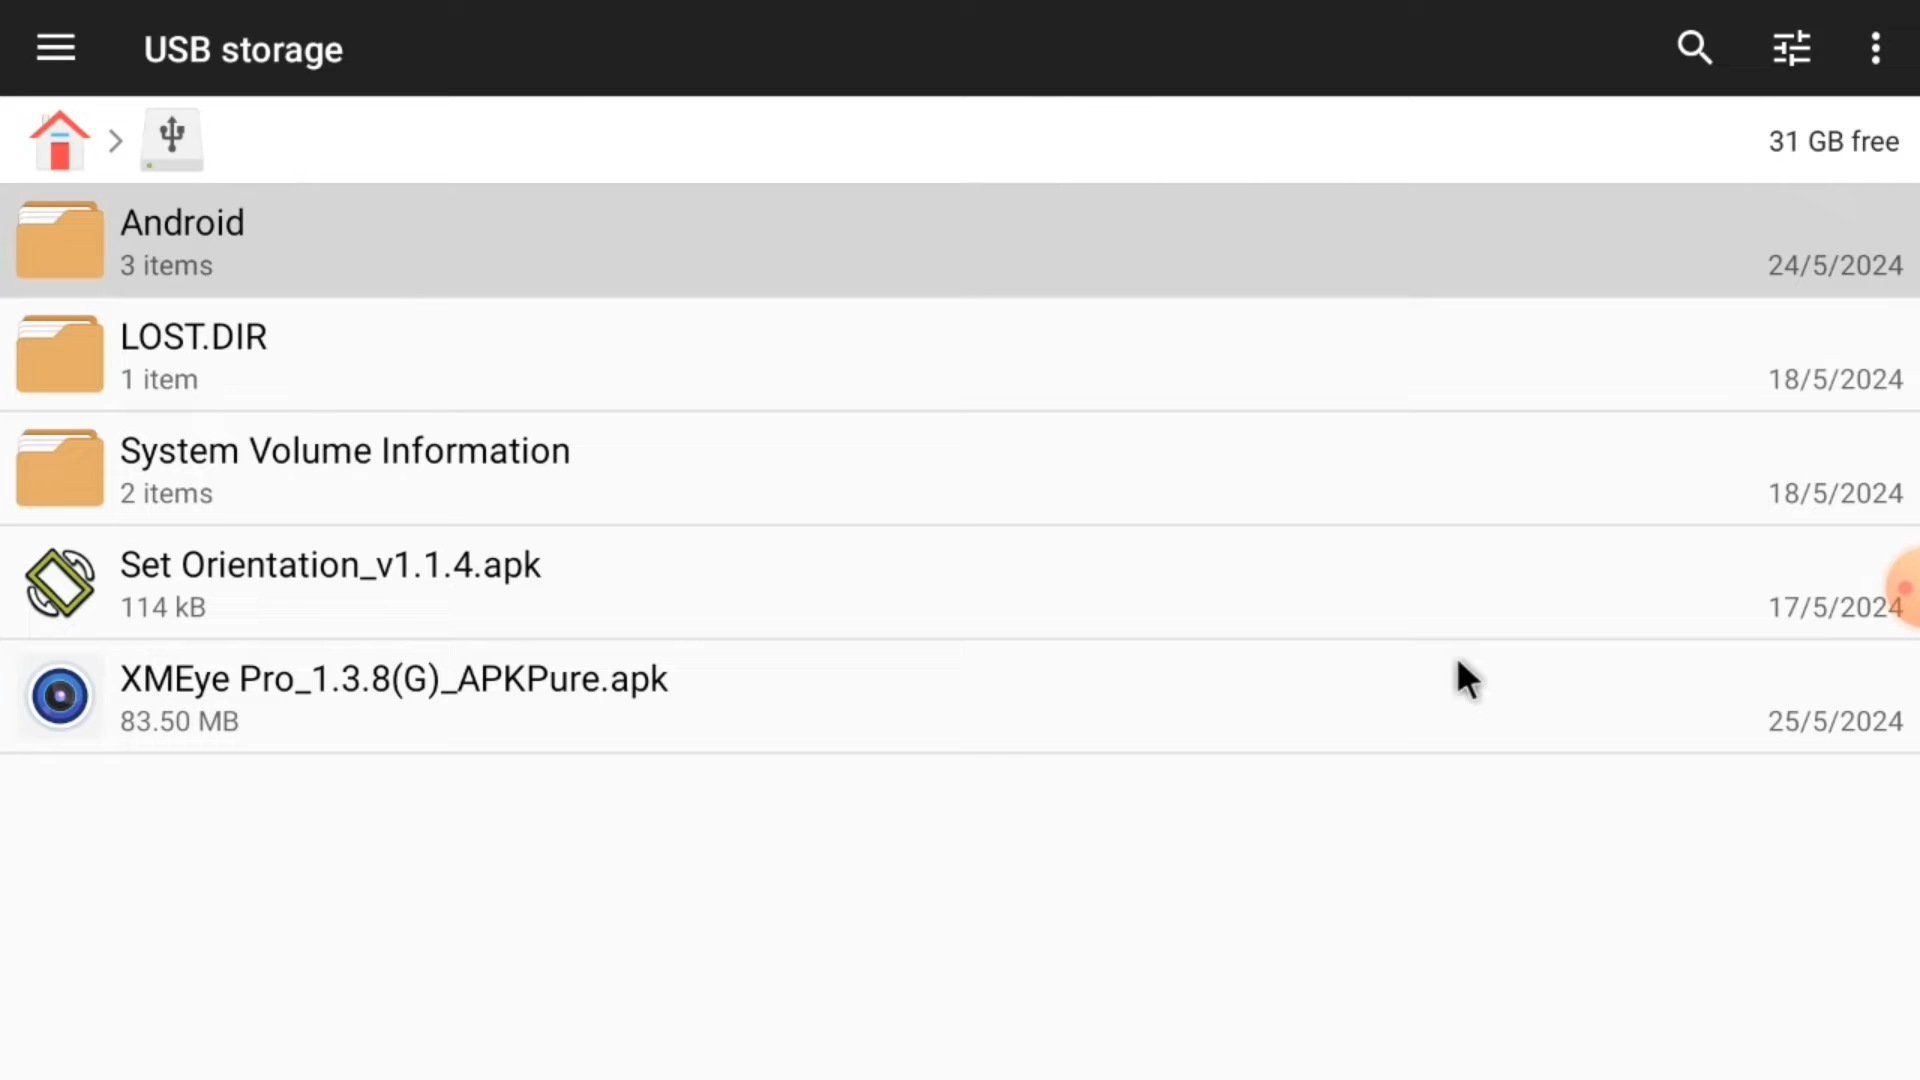 USB storage
31 GB free
Android
3 items
24/5/2024
LOST.DIR
1 item
18/5/2024
System Volume Information
2 items
18/5/2024
Set Orientation_v1.1.4.apk
114 kB
17/5/2024
XMEye Pro_1.3.8(G)_APKPure.apk
83.50 MB
25/5/2024